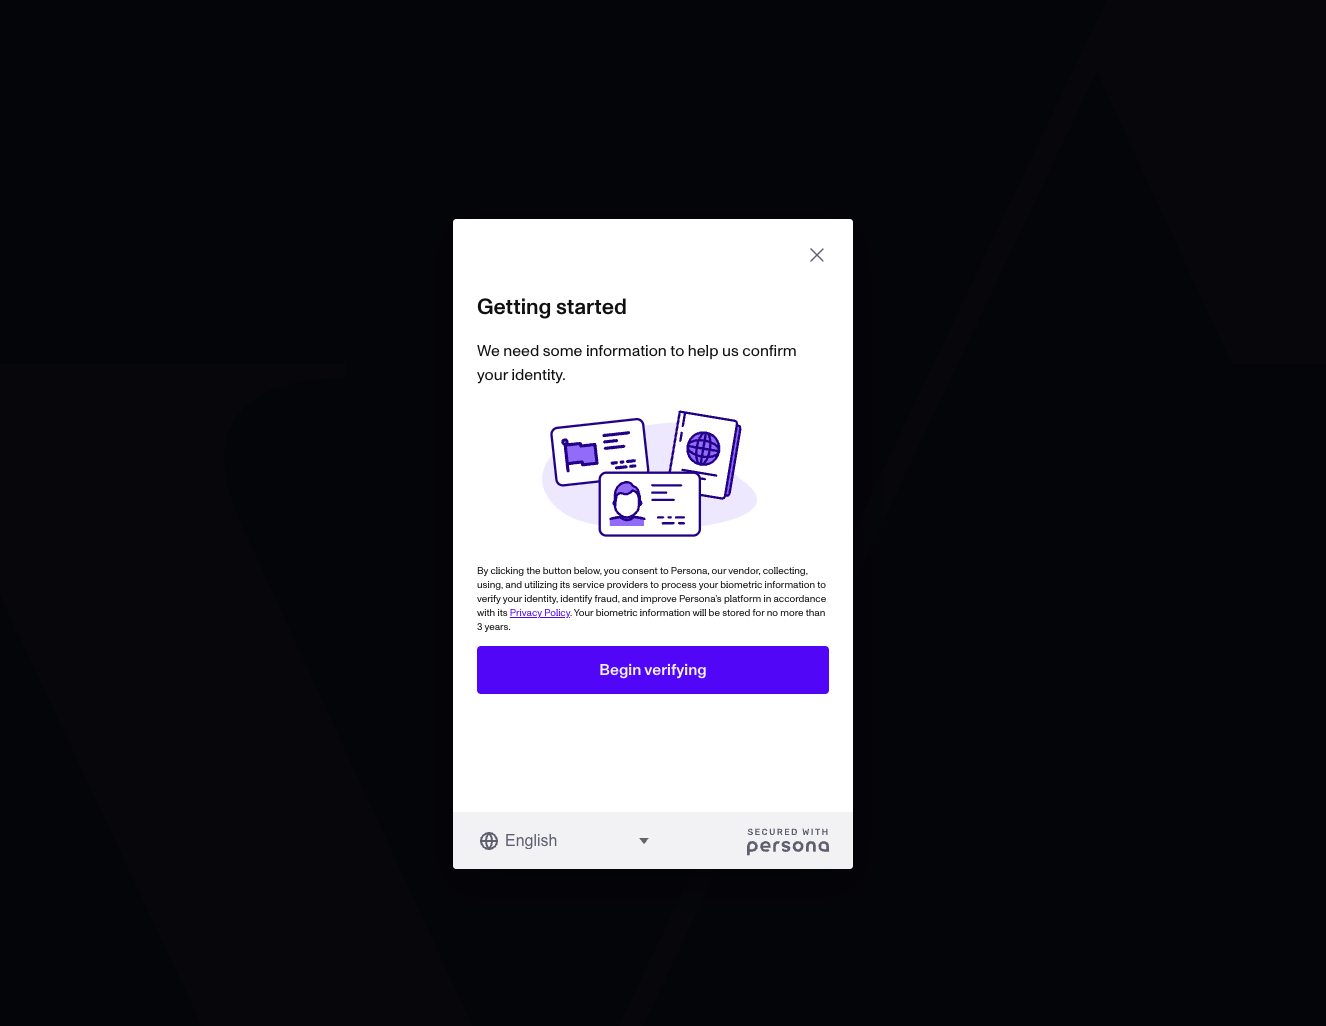 Getting started
We need some information to help us confirm
your identity.
By clicking the button below, you consent to Persona, our vendor, collecting,
using, and utilizing its service providers to process your biometric information to
verify your identity, identify fraud, and improve Persona's platform in accordance
with its Privacy Policy. Your biometric information will be stored for no more than
3 years.
Begin verifying
English
SECURED WITH
persona